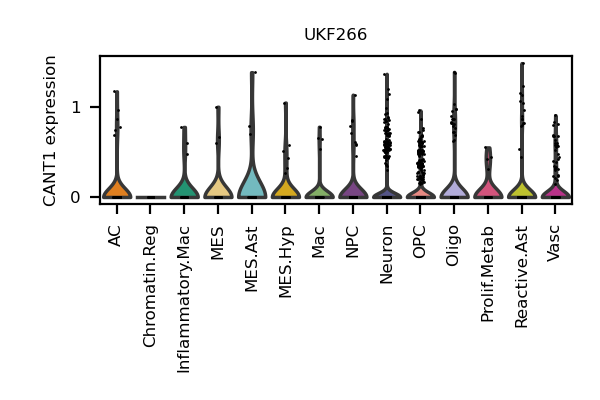 UKF266
CANT1 expression
1
0
AC
Chromatin.Reg
Inflammatory.Mac
MES
MES.Ast
MES.Hyp
Mac
NPC
Neuron
OPC
Oligo
Prolif.Metab
Reactive.Ast
Vasc